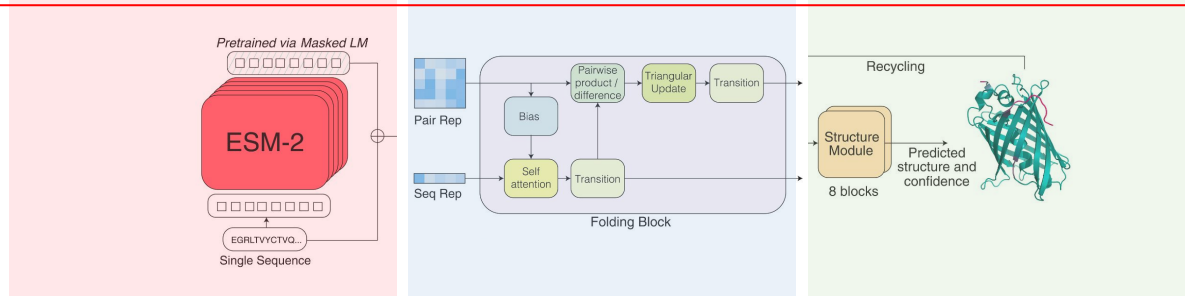 Pretrained via Masked LM
ESM-2
EGRLTVYCTVQ...
Single Sequence
Pair Rep
Seq Rep
Bias
Self
attention
Transition
Pairwise
product /
difference
Triangular
Update
Transition
Folding Block
Recycling
Structure
Module
8 blocks
Predicted
structure and
confidence